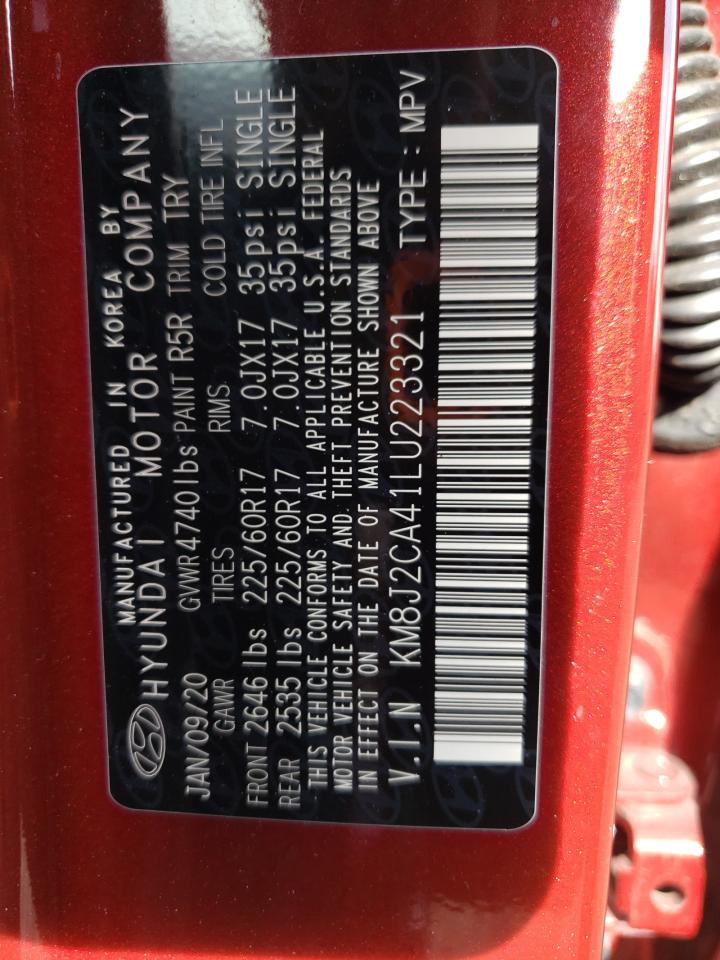 MANUFACTURED IN KOREA BY
HYUNDAI MOTOR COMPANY
JAN/09/20 GVWR 4740 lbs PAINT R5R TRIM TRY
GAWR TIRES RIMS COLD TIRE INFL
FRONT 2646 lbs 225/60R17 7.0JX17 35psi SINGLE
REAR 2535 lbs 225/60R17 7.0JX17 35psi SINGLE
THIS VEHICLE CONFORMS TO ALL APPLICABLE U.S.A. FEDERAL
MOTOR VEHICLE SAFETY AND THEFT PREVENTION STANDARDS
IN EFFECT ON THE DATE OF MANUFACTURE SHOWN ABOVE
V.I.N KM8J2CA41LU223321 TYPE : MPV